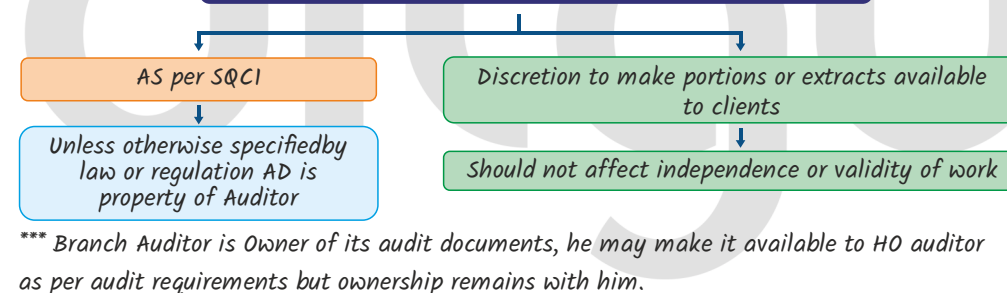 AS per SQC1
Unless otherwise specifiedby
law or regulation AD is
property of Auditor
Discretion to make portions or extracts available
to clients
Should not affect independence or validity of work
*** Branch Auditor is Owner of its audit documents, he may make it available to HO auditor
as per audit requirements but ownership remains with him.